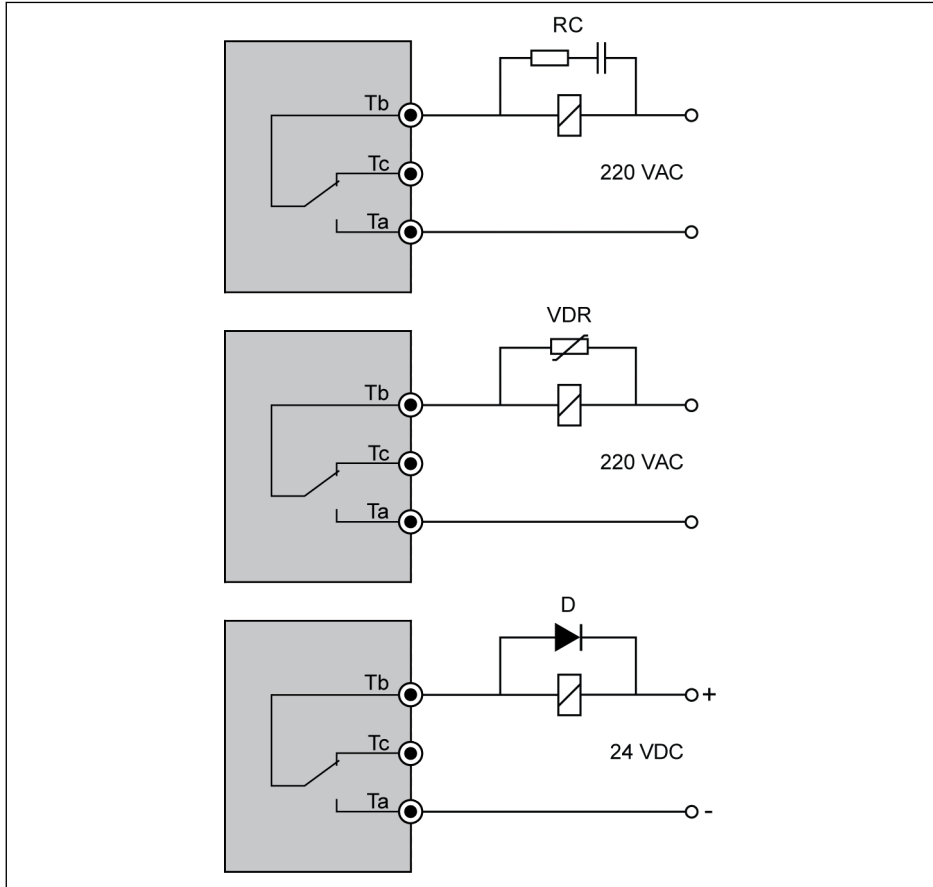 RC
Tb
Tc
220 VAC
Ta
VDR
Tb
Tc
220 VAC
Ta
D
Tb
+
Tc
24 VDC
Ta
-